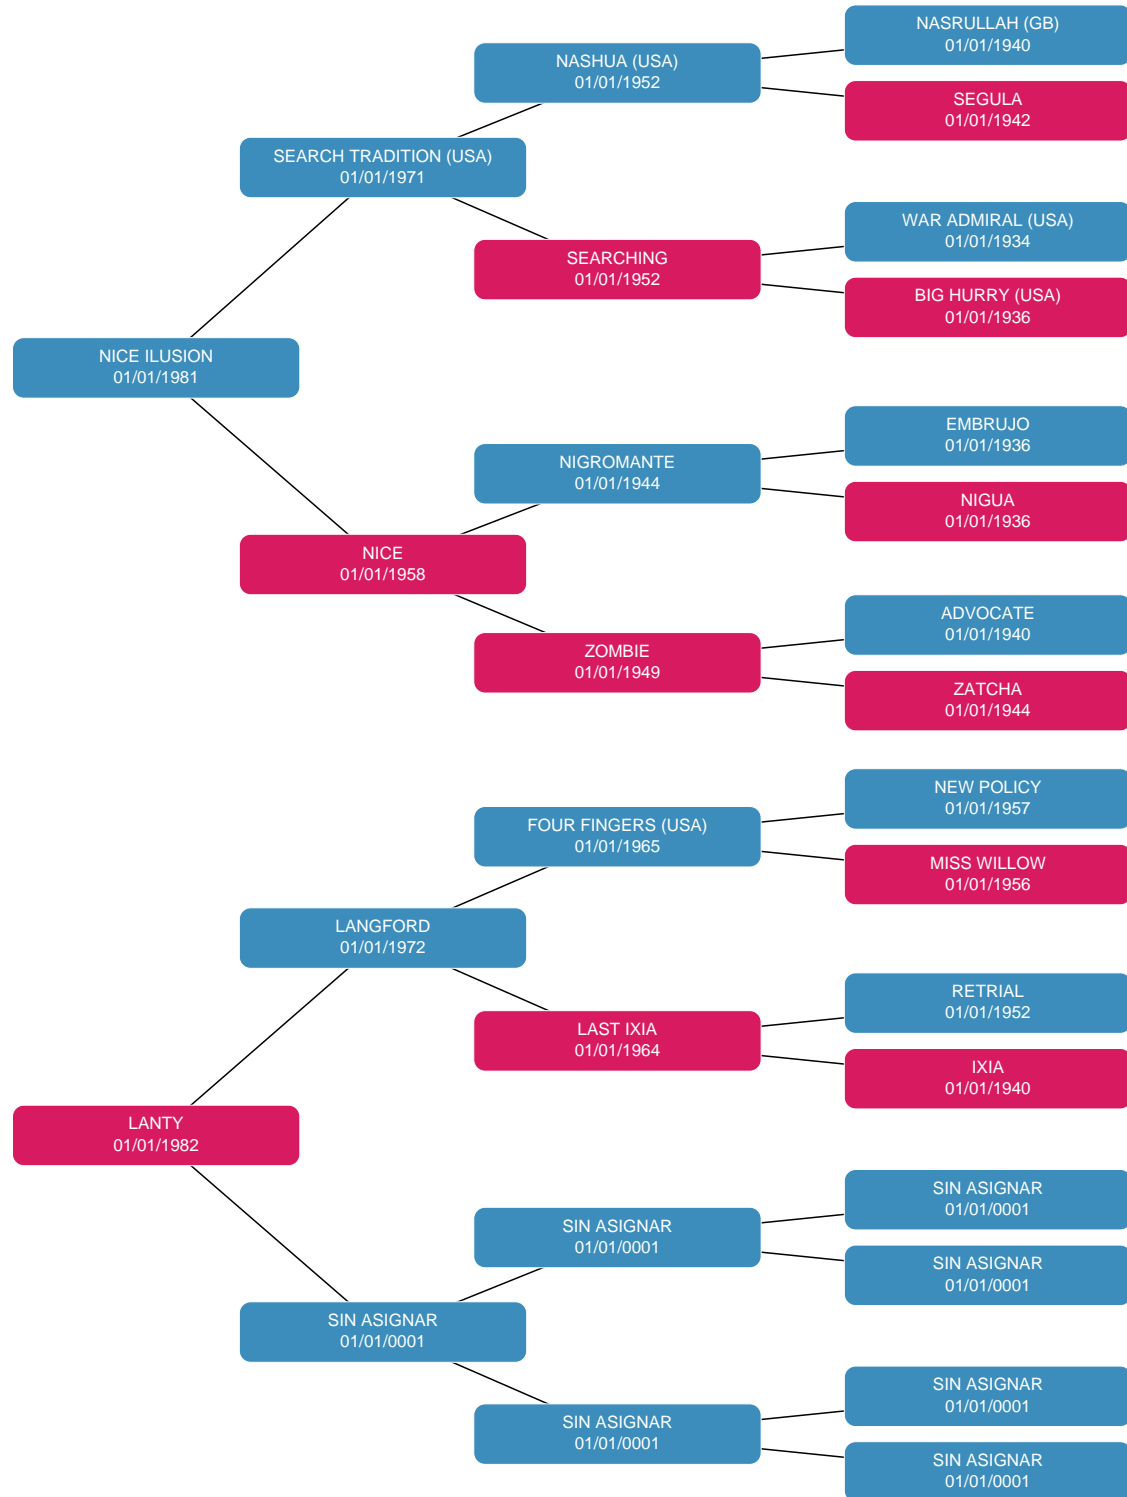 NASRULLAH (GB)
01/01/1940
NASHUA (USA)
01/01/1952
SEGULA
01/01/1942
SEARCH TRADITION (USA)
01/01/1971
WAR ADMIRAL (USA)
01/01/1934
SEARCHING
01/01/1952
BIG HURRY (USA)
01/01/1936
NICE ILUSION
01/01/1981
EMBRUJO
01/01/1936
NIGROMANTE
01/01/1944
NIGUA
01/01/1936
NICE
01/01/1958
ADVOCATE
01/01/1940
ZOMBIE
01/01/1949
ZATCHA
01/01/1944
NEW POLICY
01/01/1957
FOUR FINGERS (USA)
01/01/1965
MISS WILLOW
01/01/1956
LANGFORD
01/01/1972
RETRIAL
01/01/1952
LAST IXIA
01/01/1964
IXIA
01/01/1940
LANTY
01/01/1982
SIN ASIGNAR
01/01/0001
SIN ASIGNAR
01/01/0001
SIN ASIGNAR
01/01/0001
SIN ASIGNAR
01/01/0001
SIN ASIGNAR
01/01/0001
SIN ASIGNAR
01/01/0001
SIN ASIGNAR
01/01/0001